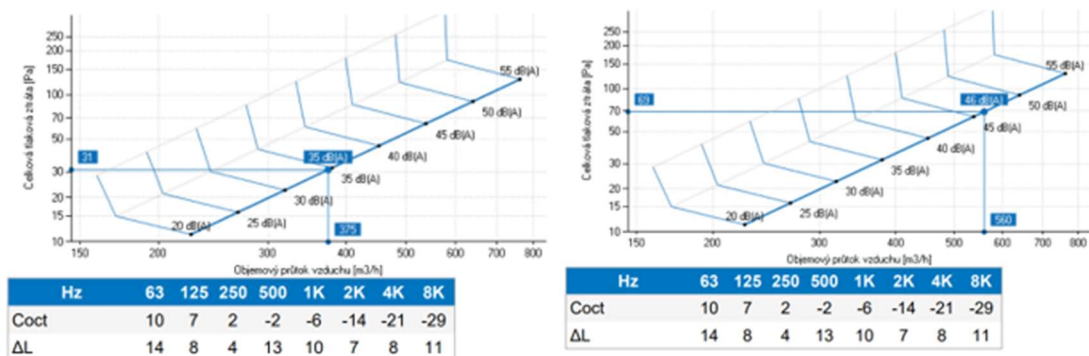 250
200
150
100
70
50
30
20
15
10
Celková tlaková ztráta [Pa]
31
35 dB(A)
375
55 dB(A)
50 dB(A)
45 dB(A)
40 dB(A)
35 dB(A)
30 dB(A)
25 dB(A)
20 dB(A)
150 200 300 400 500 600 700 800
Objemový průtok vzduchu [m3/h]
Hz 63 125 250 500 1K 2K 4K 8K
Coct 10 7 2 -2 -6 -14 -21 -29
ΔL 14 8 4 13 10 7 8 11
250
200
150
100
70
50
30
20
15
10
Celková tlaková ztráta [Pa]
69
46 dB(A)
560
55 dB(A)
50 dB(A)
45 dB(A)
40 dB(A)
35 dB(A)
30 dB(A)
25 dB(A)
20 dB(A)
150 200 300 400 500 600 700 800
Objemový průtok vzduchu [m3/h]
Hz 63 125 250 500 1K 2K 4K 8K
Coct 10 7 2 -2 -6 -14 -21 -29
ΔL 14 8 4 13 10 7 8 11